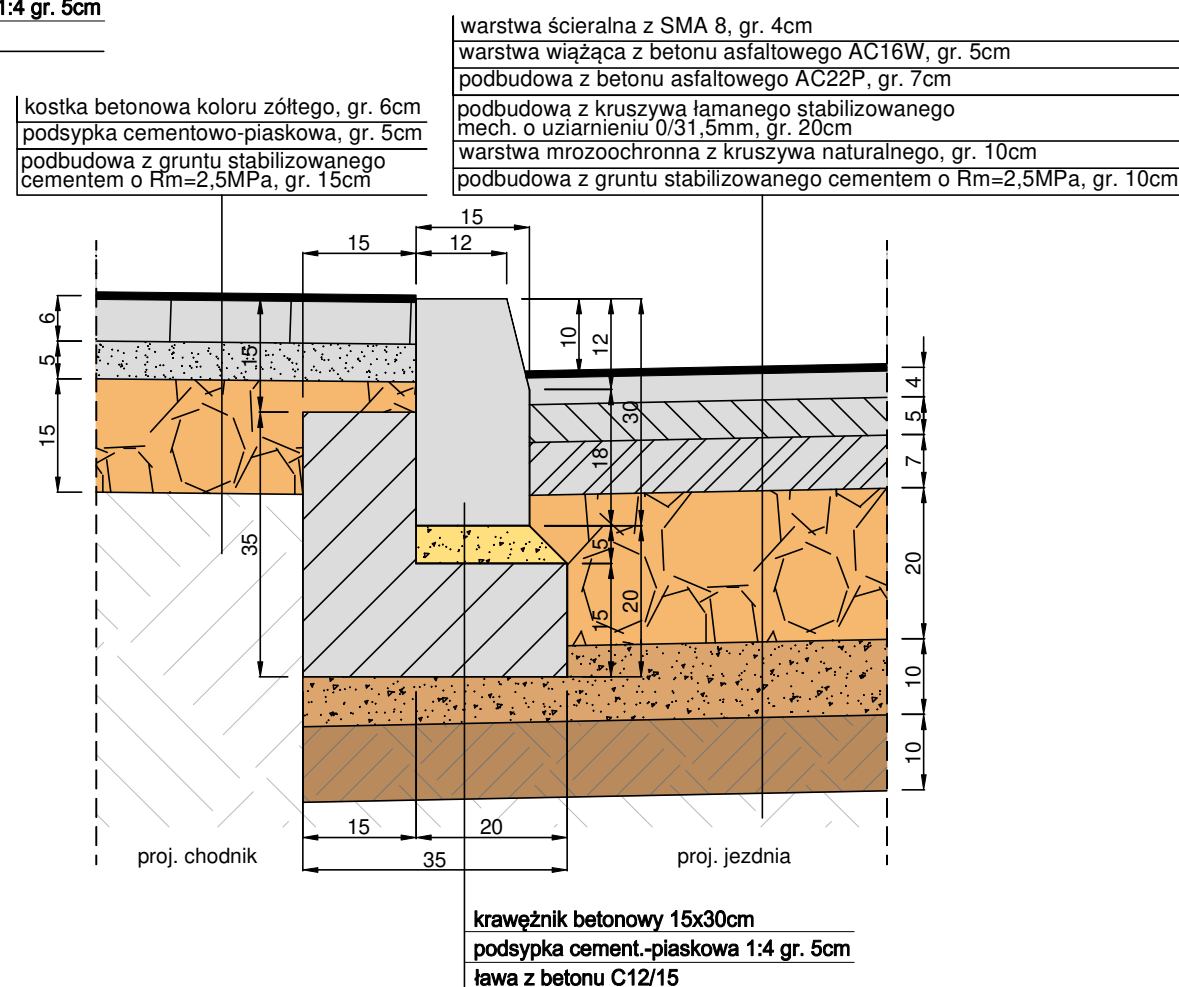 1:4 gr. 5cm
warstwa ścieralna z SMA 8, gr. 4cm
warstwa wiążąca z betonu asfaltowego AC16W, gr. 5cm
podbudowa z betonu asfaltowego AC22P, gr. 7cm
podbudowa z kruszywa łamanego stabilizowanego
mech. o uziarnieniu 0/31,5mm, gr. 20cm
warstwa mrozoochronna z kruszywa naturalnego, gr. 10cm
podbudowa z gruntu stabilizowanego cementem o Rm=2,5MPa, gr. 10cm
kostka betonowa koloru zółtego, gr. 6cm
podsypka cementowo-piaskowa, gr. 5cm
podbudowa z gruntu stabilizowanego
cementem o Rm=2,5MPa, gr. 15cm
15
15
12
6
5
15
15
35
10
12
30
18
5
15
20
4
5
7
20
10
10
15
20
35
proj. chodnik
proj. jezdnia
krawężnik betonowy 15x30cm
podsypka cement.-piaskowa 1:4 gr. 5cm
ława z betonu C12/15